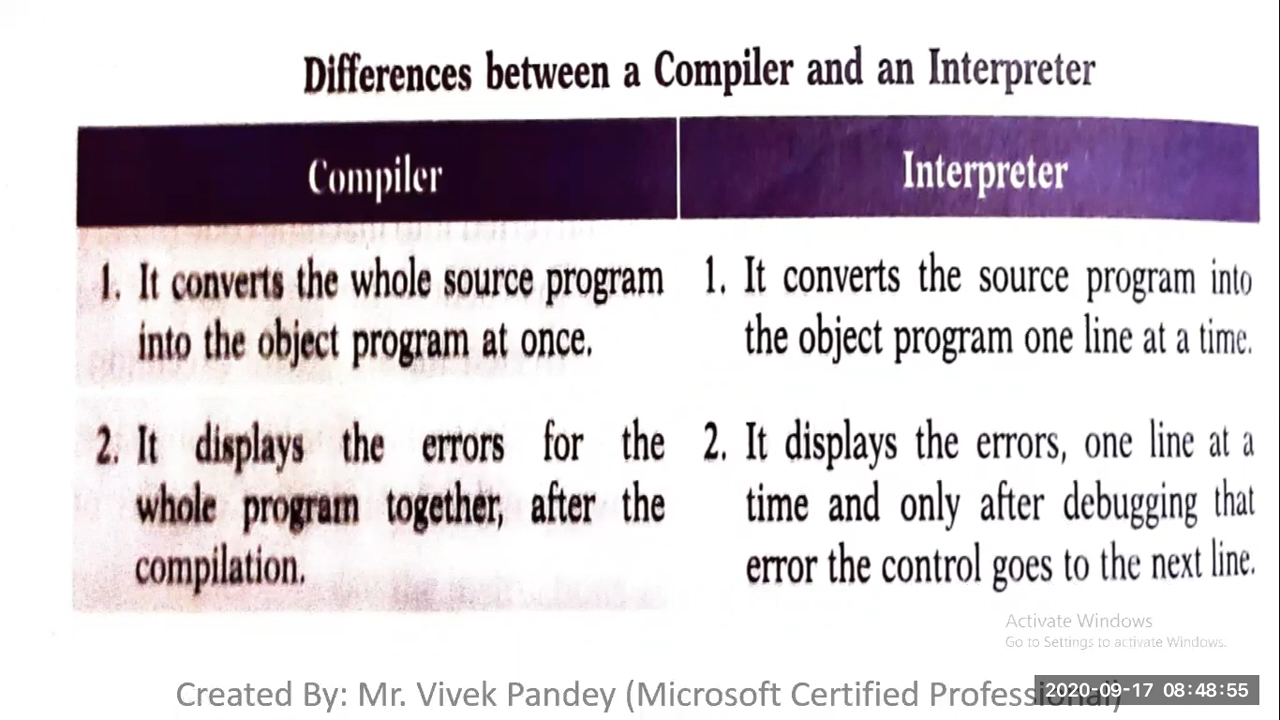 Differences between a Compiler and an Interpreter
Compiler
Interpreter
1. It converts the whole source program
into the object program at once.
1. It converts the source program into
the object program one line at a time.
2. It displays the errors for the
whole program together, after the
compilation.
2. It displays the errors, one line at a
time and only after debugging that
error the control goes to the next line.
Activate Windows
Go to Settings to activate Windows.
Created By: Mr. Vivek Pandey (Microsoft Certified Professional)
2020-09-17 08:48:55